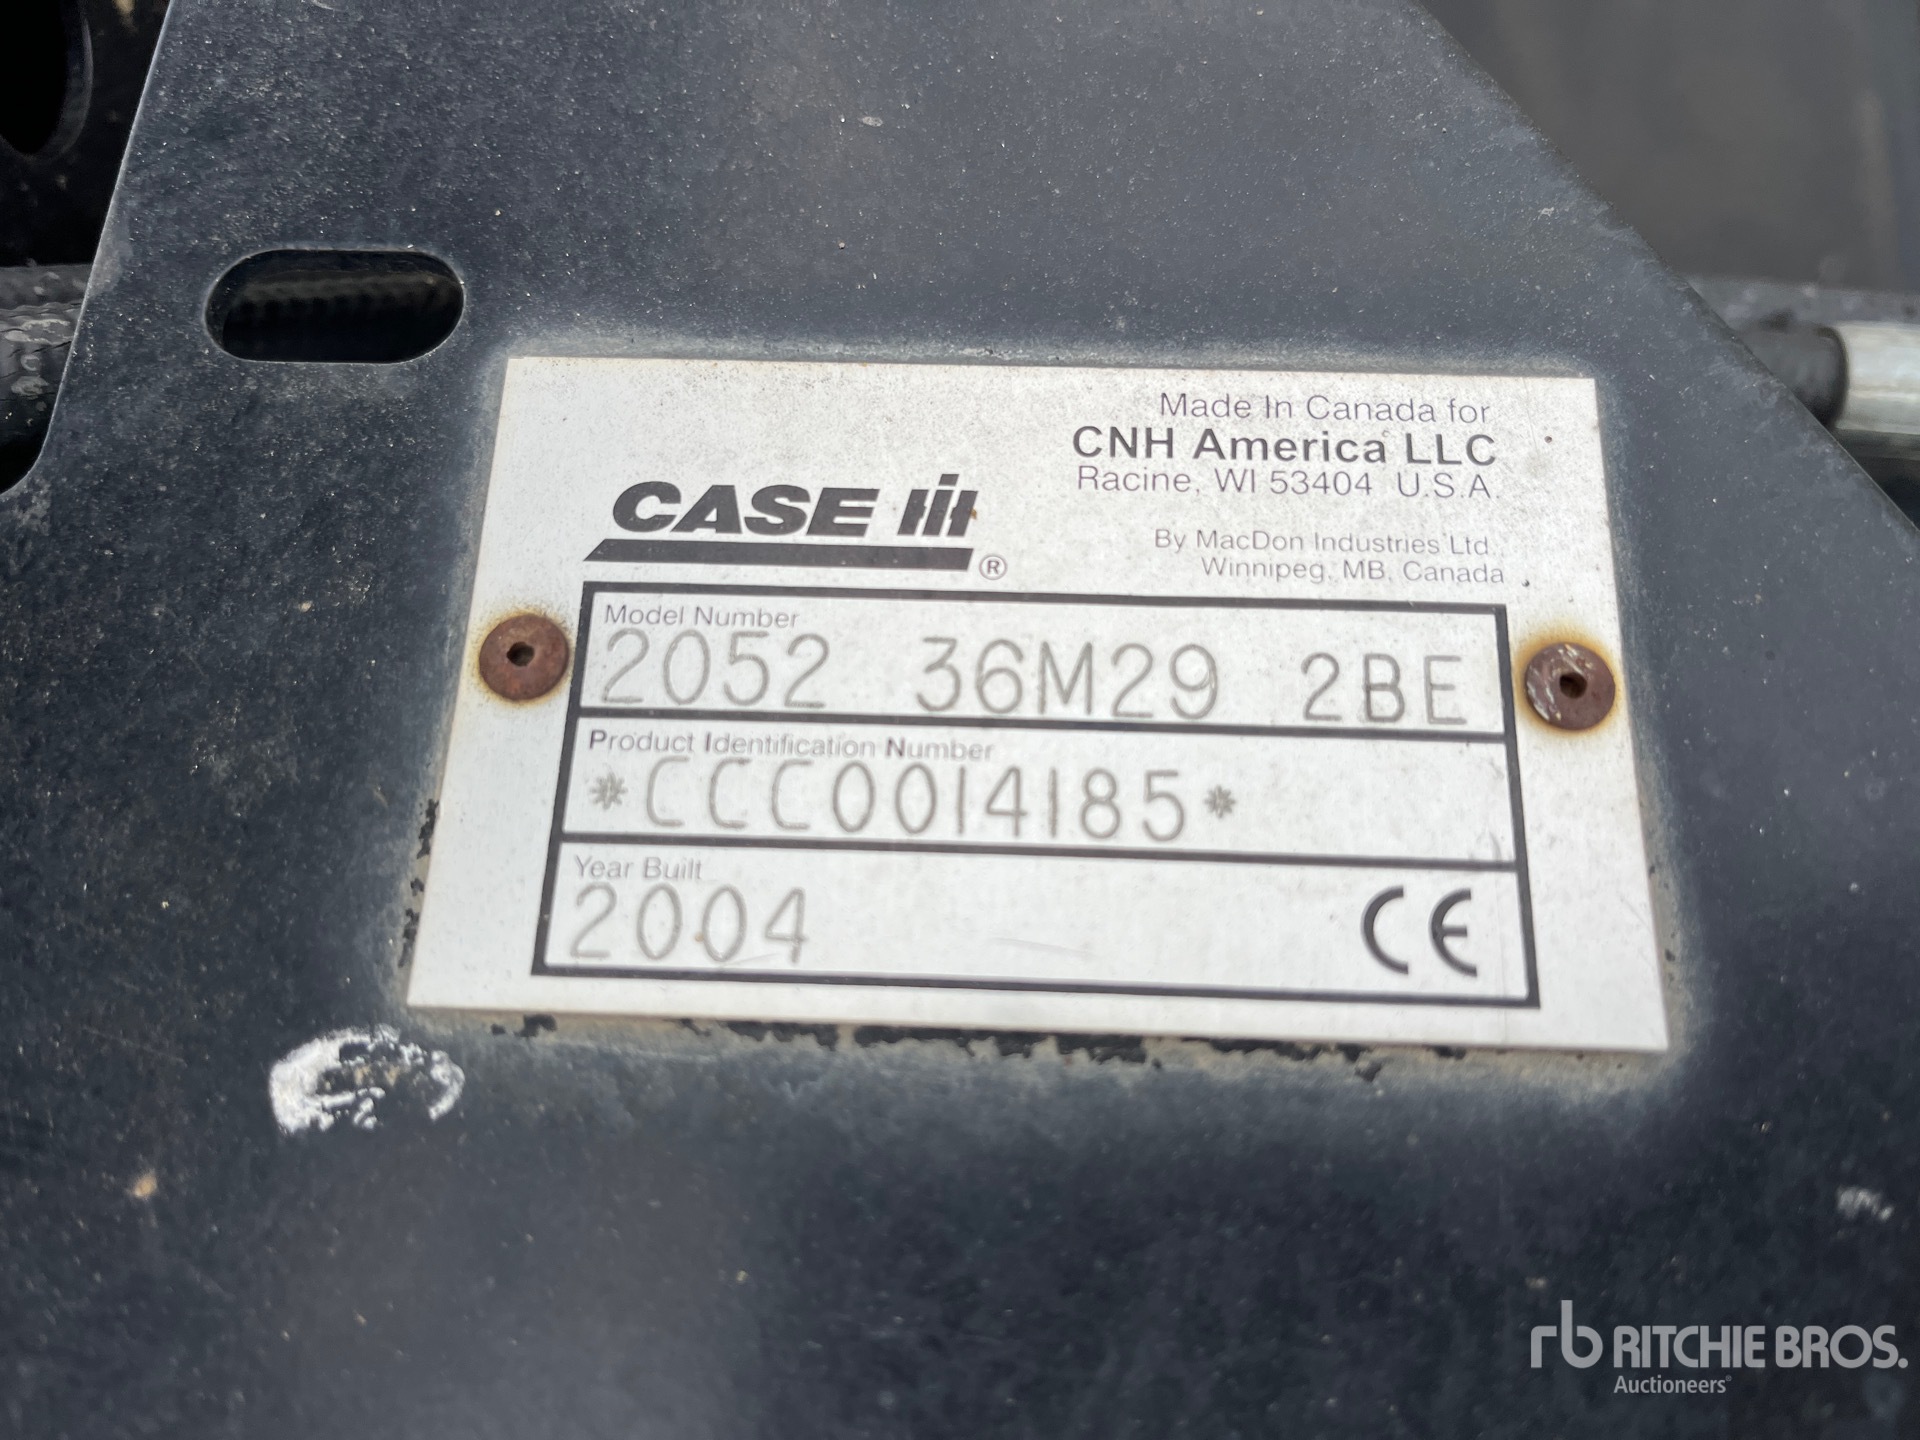 Made In Canada for
CNH America LLC
Racine, WI 53404 U.S.A.
CASE IH ®
By MacDon Industries Ltd.
Winnipeg, MB, Canada
Model Number
2052 36M29 2BE
Product Identification Number
*CCC0014185*
Year Built
2004 CE
rb RITCHIE BROS.
Auctioneers®